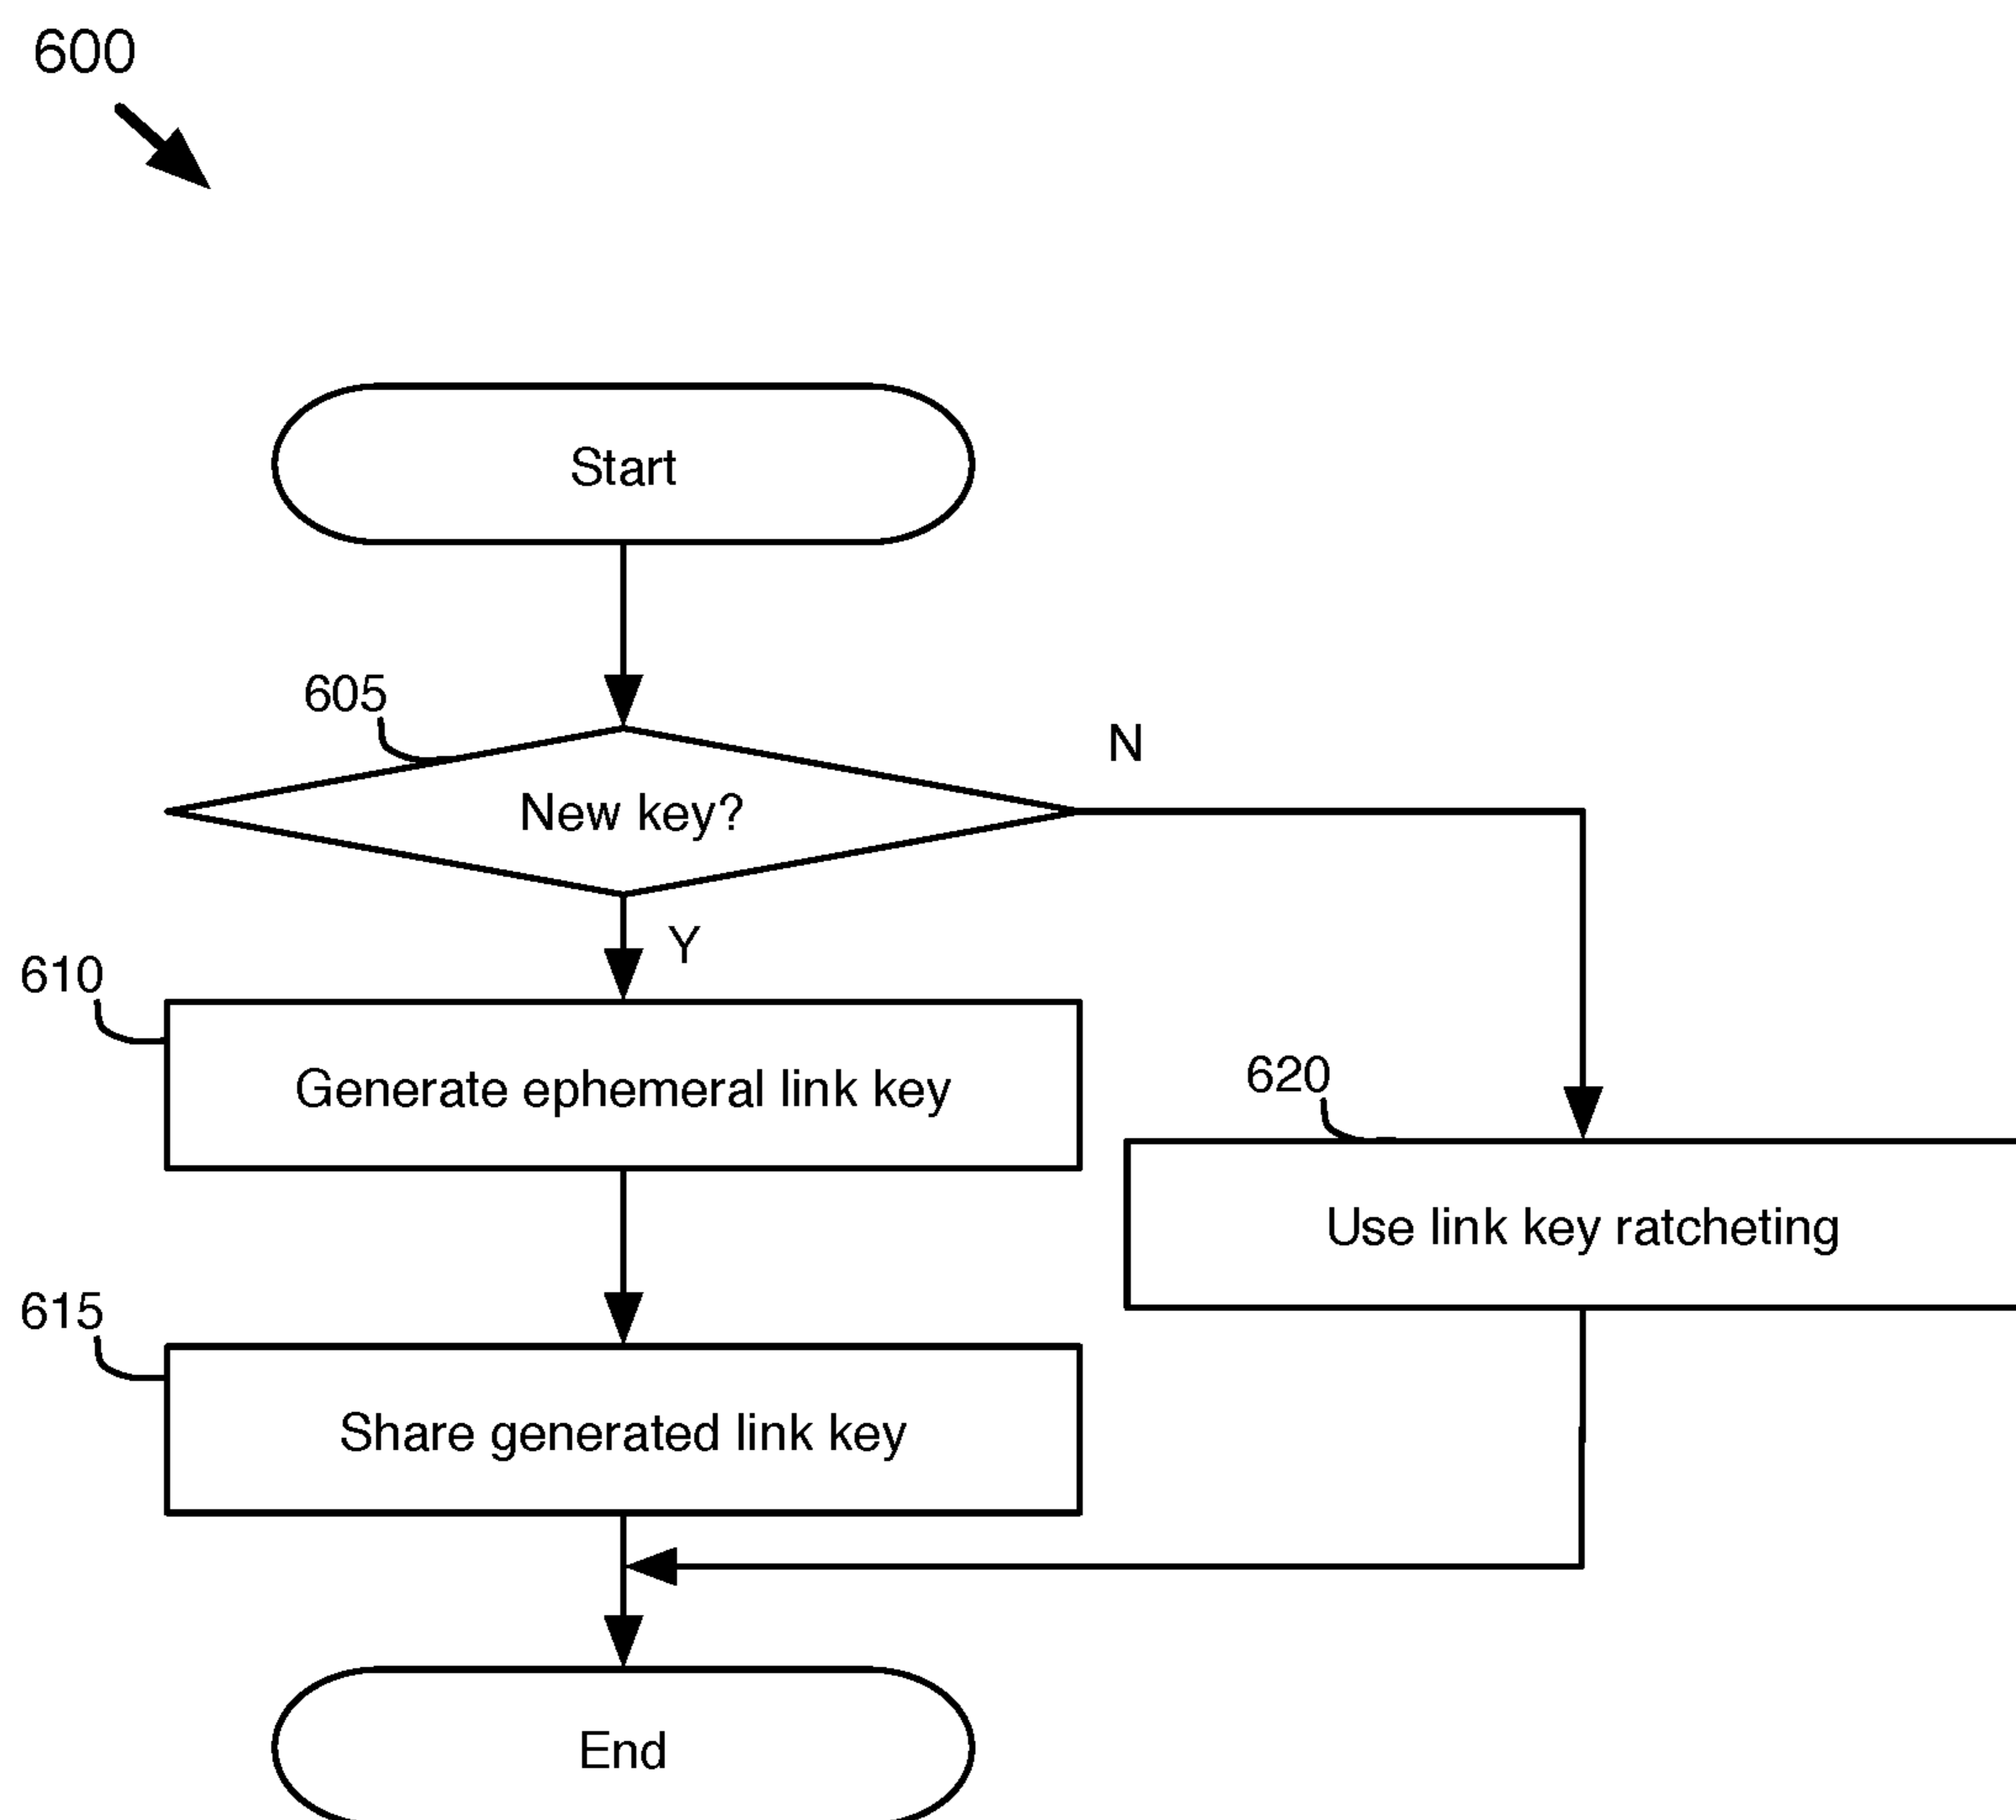 600
Start
605
New key?
N
Y
610
Generate ephemeral link key
620
Use link key ratcheting
615
Share generated link key
End